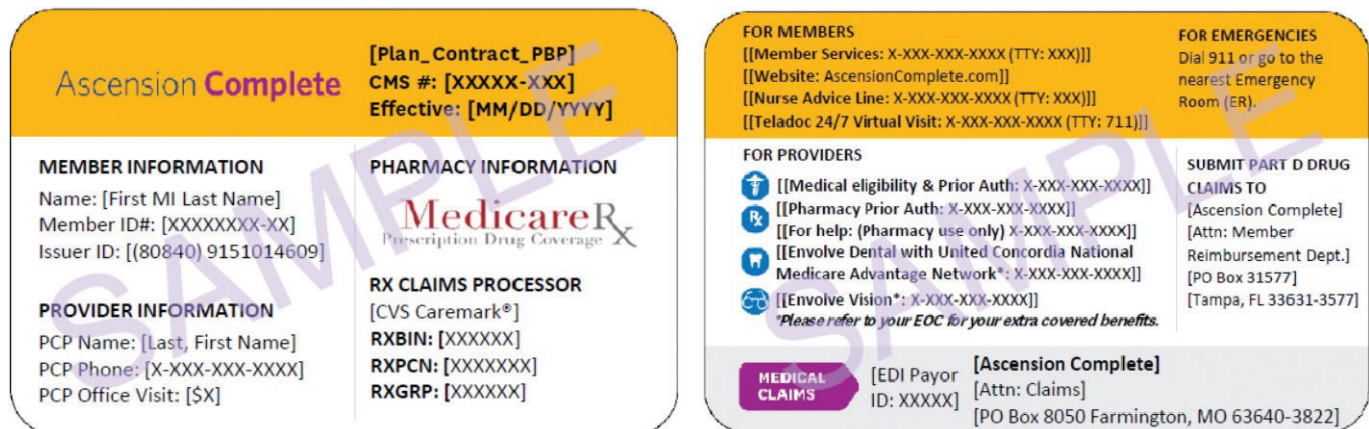 Ascension Complete
[Plan_Contract_PBP]
CMS #: [XXXXX-XXX]
Effective: [MM/DD/YYYY]
MEMBER INFORMATION
Name: [First MI Last Name]
Member ID#: [XXXXXXXX-XX]
Issuer ID: [(80840) 9151014609]
PROVIDER INFORMATION
PCP Name: [Last, First Name]
PCP Phone: [X-XXX-XXX-XXXX]
PCP Office Visit: [$X]
PHARMACY INFORMATION
MedicareRx
Prescription Drug Coverage
RX CLAIMS PROCESSOR
[CVS Caremark®]
RXBIN: [XXXXXX]
RXPCN: [XXXXXXX]
RXGRP: [XXXXXX]
SAMPLE
FOR MEMBERS
[[Member Services: X-XXX-XXX-XXXX (TTY: XXX)]]
[[Website: AscensionComplete.com]]
[[Nurse Advice Line: X-XXX-XXX-XXXX (TTY: XXX)]]
[[Teladoc 24/7 Virtual Visit: X-XXX-XXX-XXXX (TTY: 711)]]
FOR EMERGENCIES
Dial 911 or go to the
nearest Emergency
Room (ER).
FOR PROVIDERS
[[Medical eligibility & Prior Auth: X-XXX-XXX-XXXX]]
Rx
[[Pharmacy Prior Auth: X-XXX-XXX-XXXX]]
[[For help: (Pharmacy use only) X-XXX-XXX-XXXX]]
[[Envolve Dental with United Concordia National
Medicare Advantage Network*: X-XXX-XXX-XXXX]]
[[Envolve Vision*: X-XXX-XXX-XXXX]]
*Please refer to your EOC for your extra covered benefits.
SUBMIT PART D DRUG
CLAIMS TO
[Ascension Complete]
[Attn: Member
Reimbursement Dept.]
[PO Box 31577]
[Tampa, FL 33631-3577]
MEDICAL
CLAIMS
[EDI Payor
ID: XXXXX]
[Ascension Complete]
[Attn: Claims]
[PO Box 8050 Farmington, MO 63640-3822]
SAMPLE